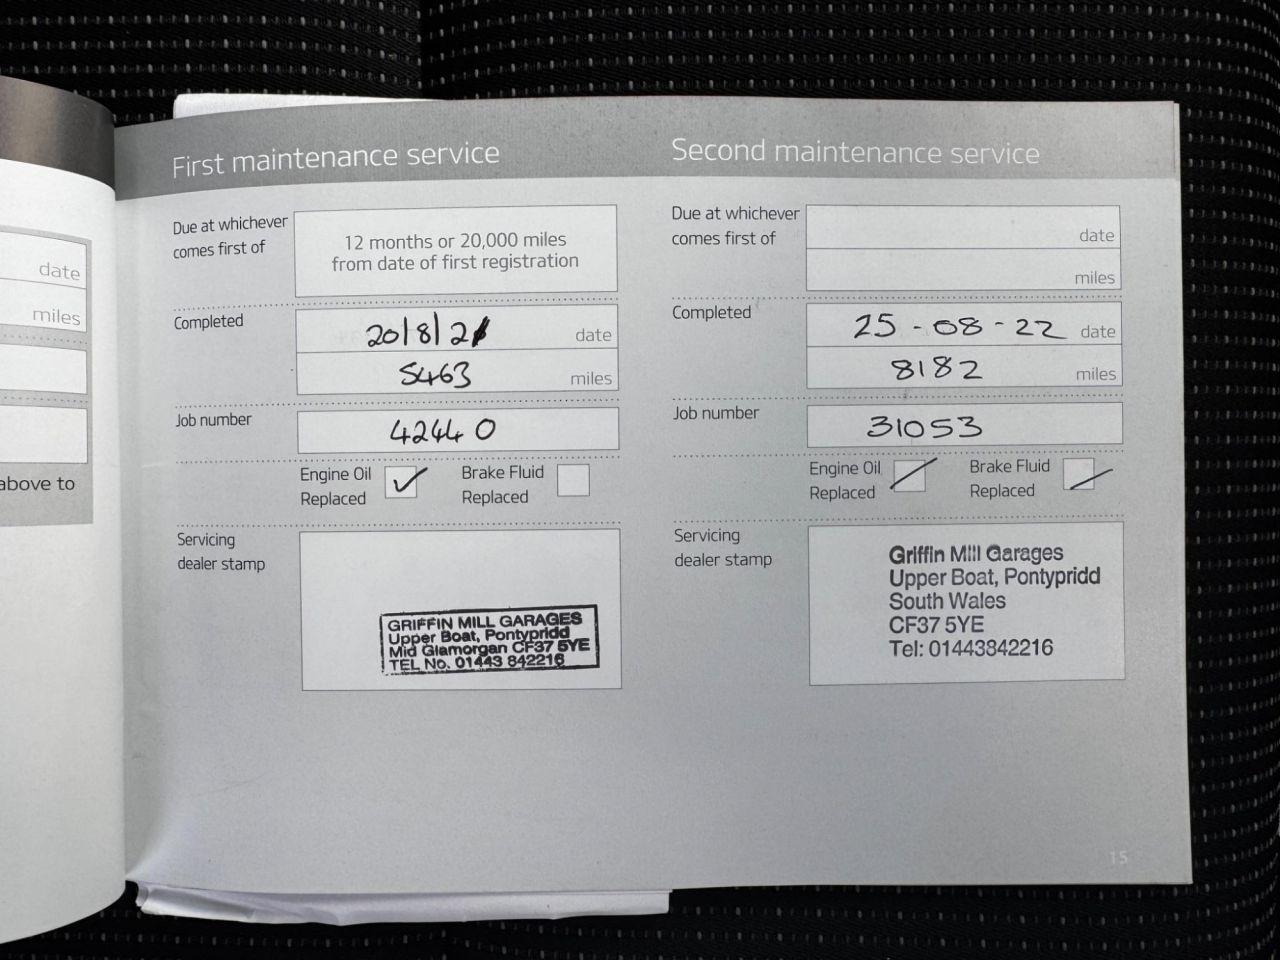 date
miles
above to
First maintenance service
Due at whichever
comes first of
12 months or 20,000 miles
from date of first registration
Completed
20/8/21 date
5463 miles
Job number
42440
Engine Oil
Replaced
Brake Fluid
Replaced
Servicing
dealer stamp
GRIFFIN MILL GARAGES
Upper Boat, Pontypridd
Mid Glamorgan CF37 5YE
TEL No. 01443 842216
Second maintenance service
Due at whichever
comes first of
date
miles
Completed
25-08-22 date
8182 miles
Job number
31053
Engine Oil
Replaced
Brake Fluid
Replaced
Servicing
dealer stamp
Griffin Mill Garages
Upper Boat, Pontypridd
South Wales
CF37 5YE
Tel: 01443842216
15